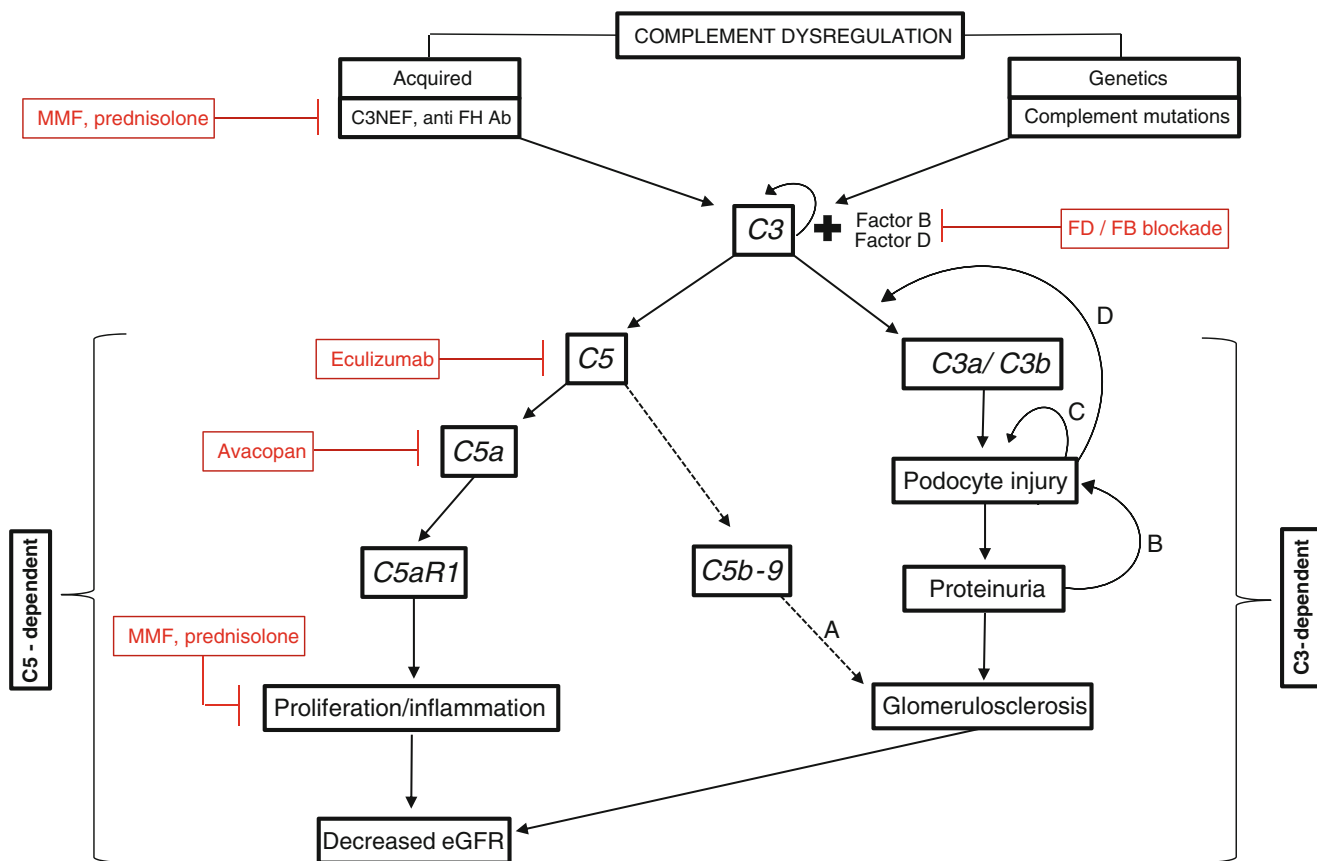 COMPLEMENT DYSREGULATION
Acquired
Genetics
MMF, prednisolone
C3NEF, anti FH Ab
Complement mutations
C3
Factor B
Factor D
FD / FB blockade
D
Eculizumab
C5
C3a/ C3b
C
Avacopan
C5a
Podocyte injury
B
C5aR1
C5b-9
Proteinuria
C5 - dependent
C3-dependent
MMF, prednisolone
A
Proliferation/inflammation
Glomerulosclerosis
Decreased eGFR